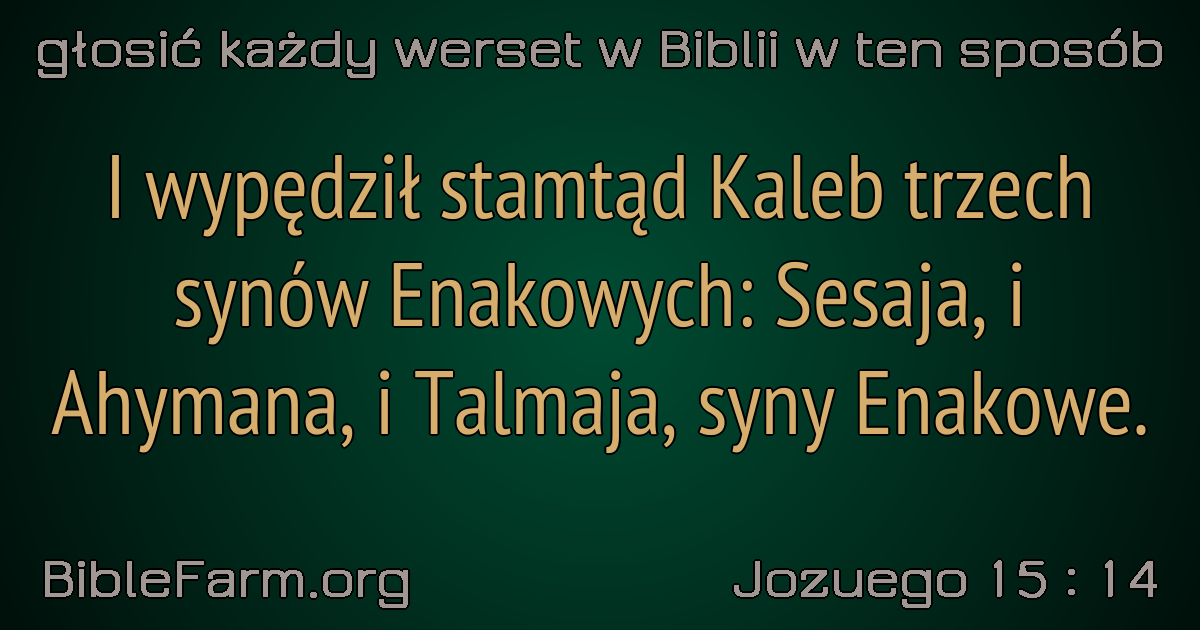 głosić każdy werset w Biblii w ten sposób
I wypędził stamtąd Kaleb trzech
synów Enakowych: Sesaja, i
Ahymana, i Talmaja, syny Enakowe.
BibleFarm.org
Jozuego 15 : 14